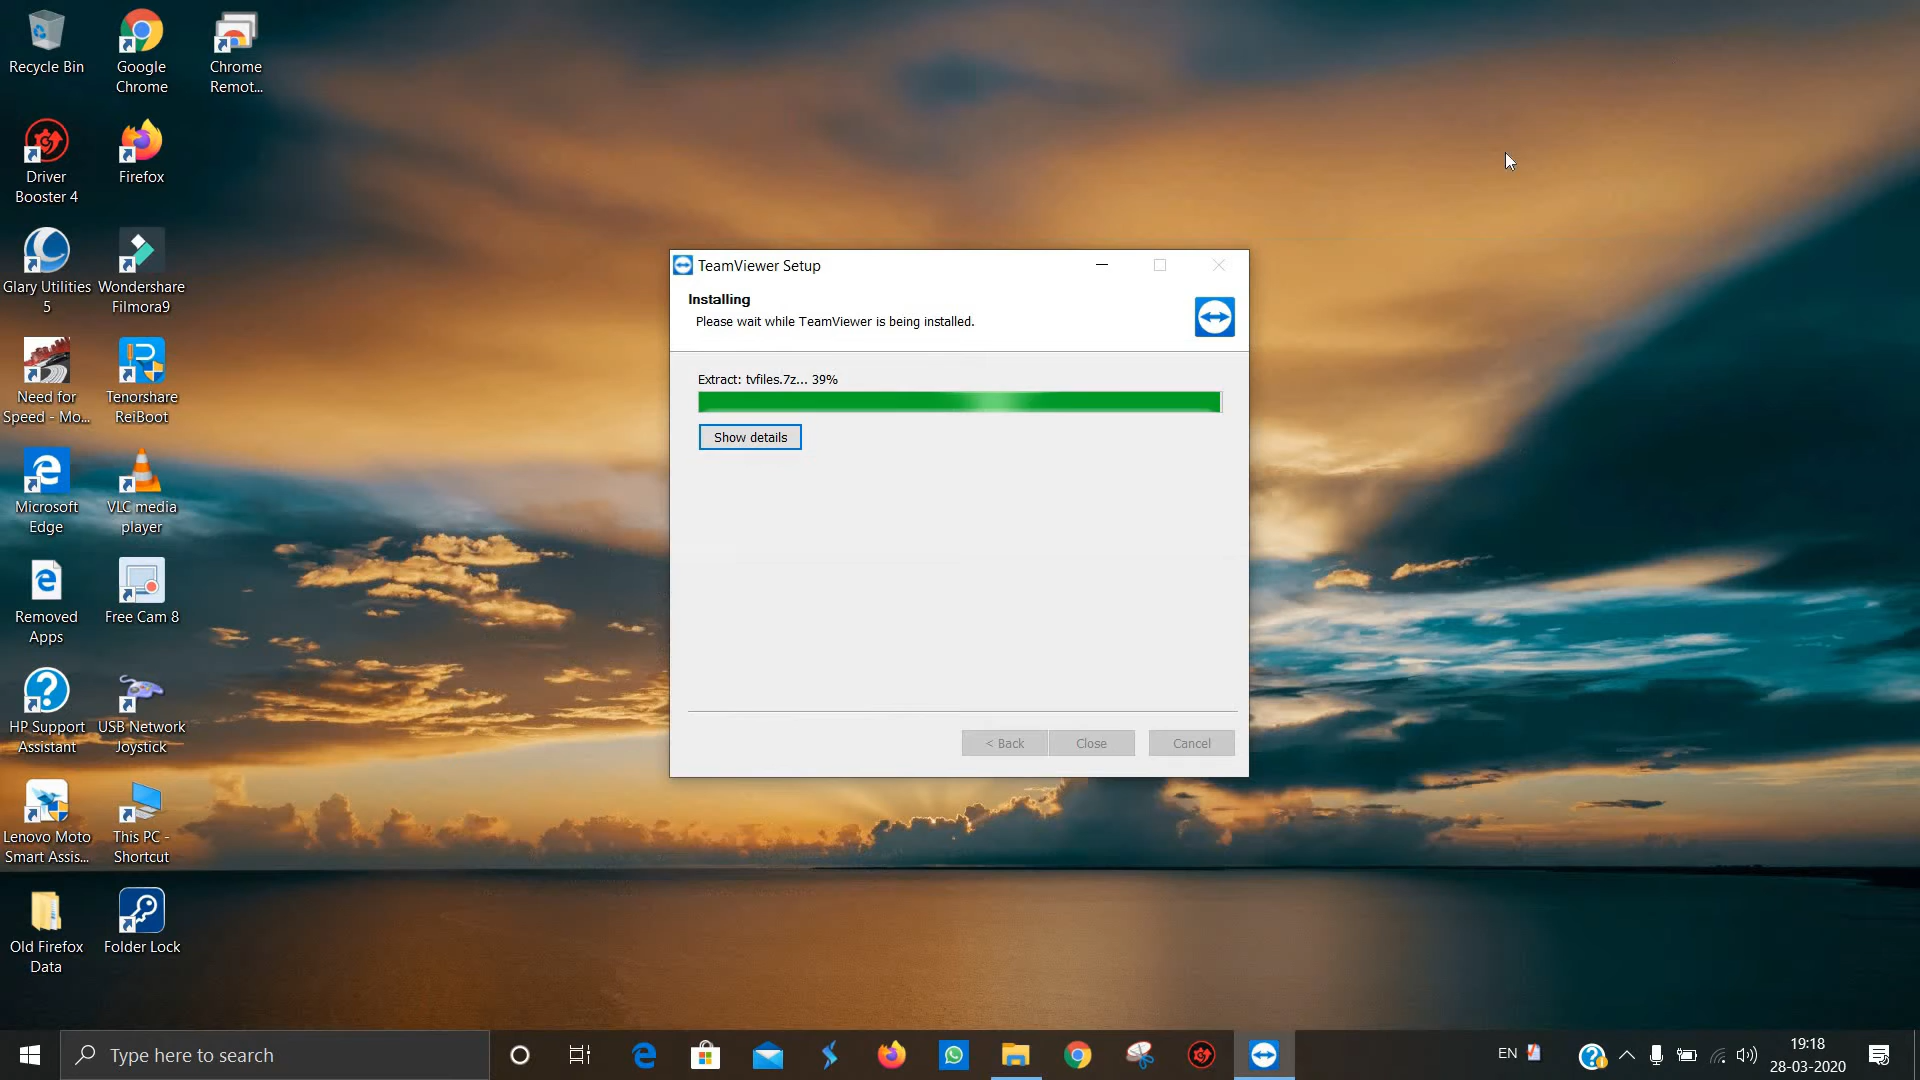 Recycle Bin
Google
Chrome
Chrome
Remot...
Driver
Booster 4
Firefox
Glary Utilities
5
Wondershare
Filmora9
Need for
Speed - Mo...
Tenorshare
ReiBoot
Microsoft
Edge
VLC media
player
Removed
Apps
Free Cam 8
HP Support
Assistant
USB Network
Joystick
Lenovo Moto
Smart Assis...
This PC -
Shortcut
Old Firefox
Data
Folder Lock
TeamViewer Setup
Installing
Please wait while TeamViewer is being installed.
Extract: tvfiles.7z... 39%
Show details
< Back
Close
Cancel
Type here to search
EN
19:18
28-03-2020